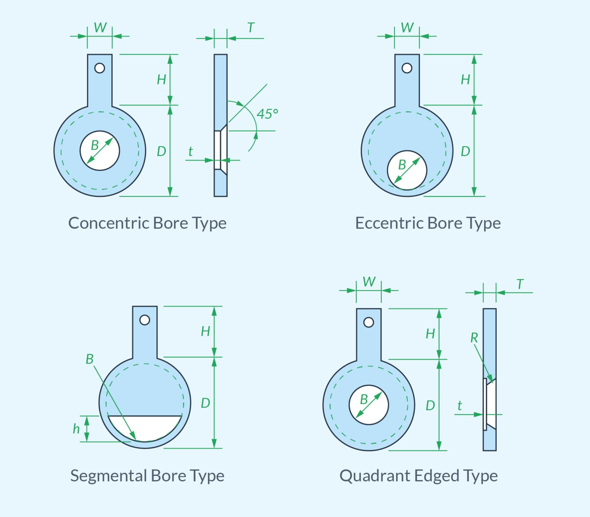 W
T
H
45°
B
D
t
Concentric Bore Type
W
H
D
B
Eccentric Bore Type
H
B
D
h
Segmental Bore Type
W
T
H
R
B
D
t
Quadrant Edged Type